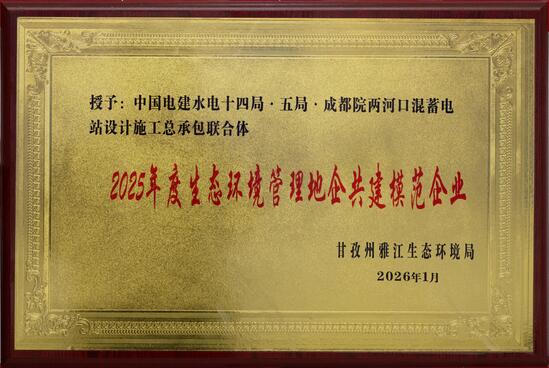 授予：中国电建水电十四局·五局·成都院两河口混蓄电
站设计施工总承包联合体
2025年度生态环境管理地企共建模范企业
甘孜州雅江生态环境局
2026年1月